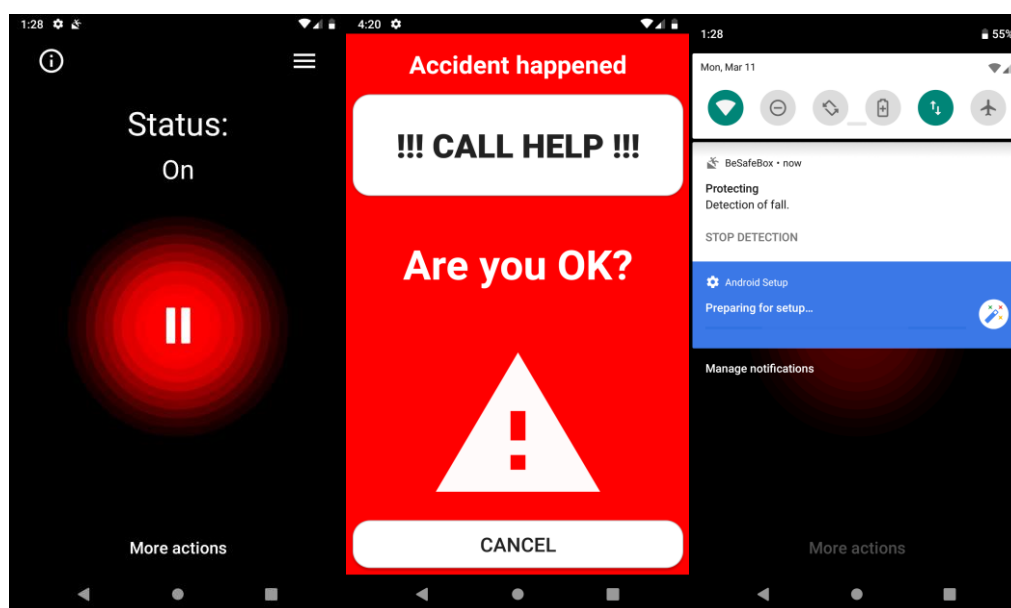 1:28
Status:
On
More actions
4:20
Accident happened
!!! CALL HELP !!!
Are you OK?
!
CANCEL
1:28
55%
Mon, Mar 11
BeSafeBox • now
Protecting
Detection of fall.
STOP DETECTION
Android Setup
Preparing for setup...
Manage notifications
More actions